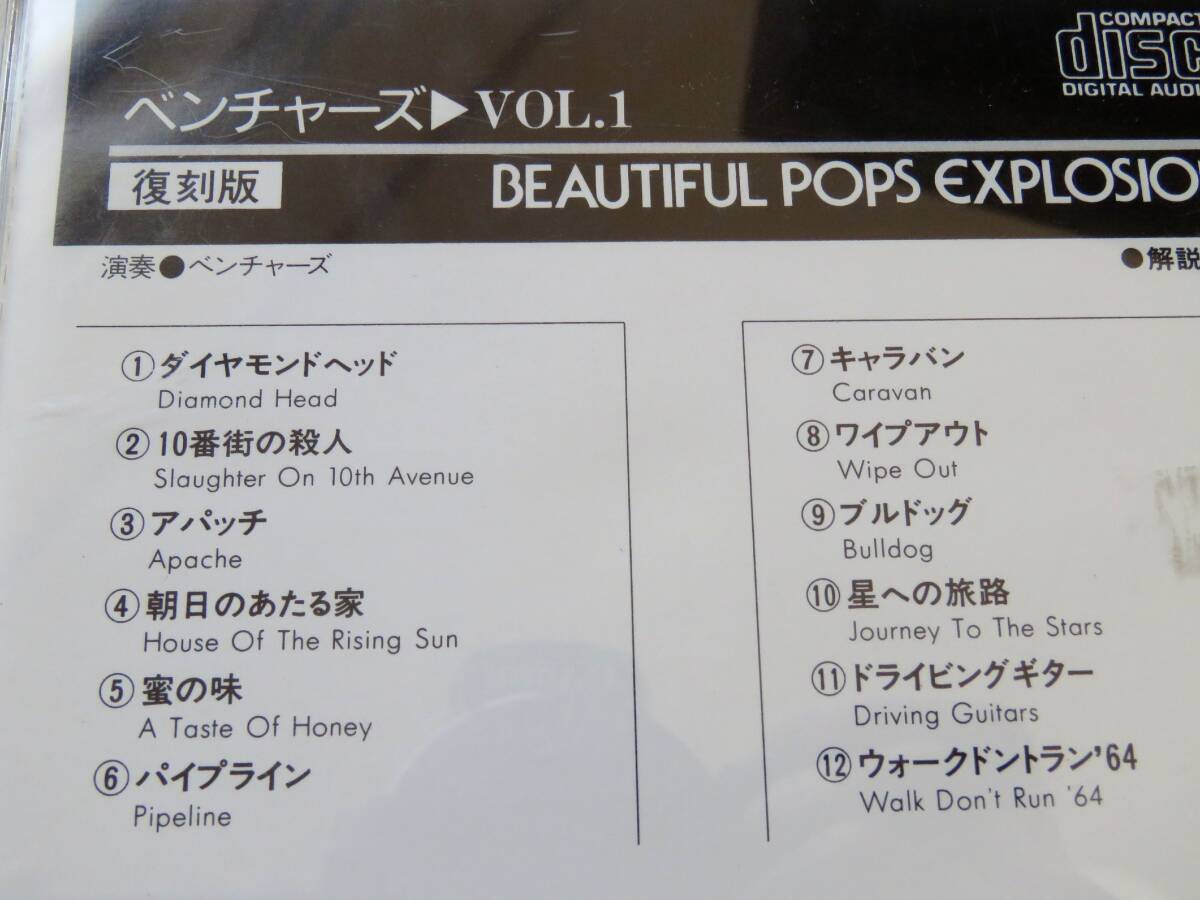 COMPACT
disc
DIGITAL AUDIO
ベンチャーズ▶VOL.1
復刻版
BEAUTIFUL POPS EXPLOSION
演奏●ベンチャーズ
●解説
①ダイヤモンドヘッド
Diamond Head
②10番街の殺人
Slaughter On 10th Avenue
③アパッチ
Apache
④朝日のあたる家
House Of The Rising Sun
⑤蜜の味
A Taste Of Honey
⑥パイプライン
Pipeline
⑦キャラバン
Caravan
⑧ワイプアウト
Wipe Out
⑨ブルドッグ
Bulldog
⑩星への旅路
Journey To The Stars
⑪ドライビングギター
Driving Guitars
⑫ウォークドントラン'64
Walk Don't Run '64